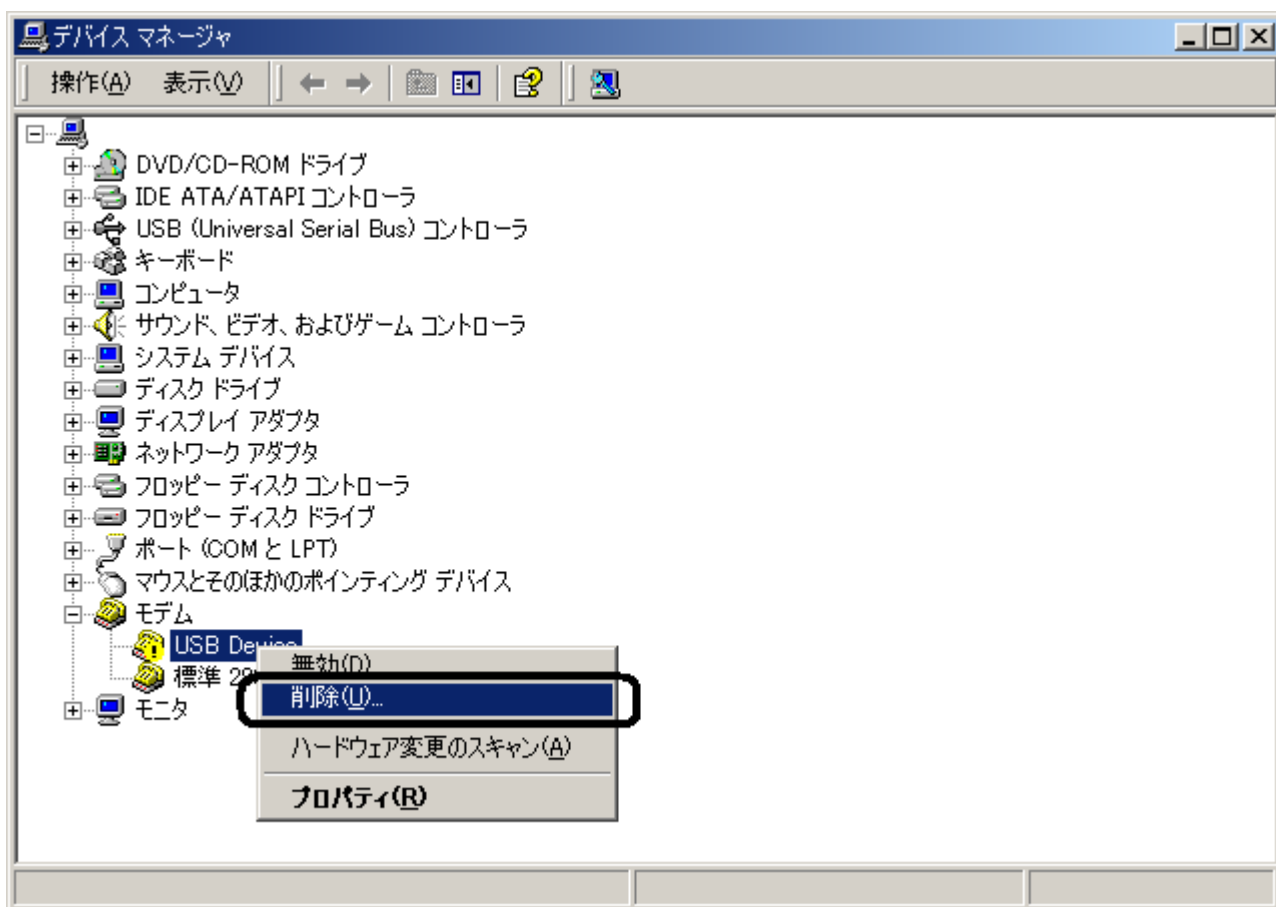 デバイス マネージャ
操作(A) 表示(V)
DVD/CD-ROM ドライブ
IDE ATA/ATAPI コントローラ
USB (Universal Serial Bus) コントローラ
キーボード
コンピュータ
サウンド、ビデオ、およびゲーム コントローラ
システム デバイス
ディスク ドライブ
ディスプレイ アダプタ
ネットワーク アダプタ
フロッピー ディスク コントローラ
フロッピー ディスク ドライブ
ポート (COM と LPT)
マウスとそのほかのポインティング デバイス
モデム
USB Device
無効(D)
標準
削除(U)...
モニタ
ハードウェア変更のスキャン(A)
プロパティ(R)